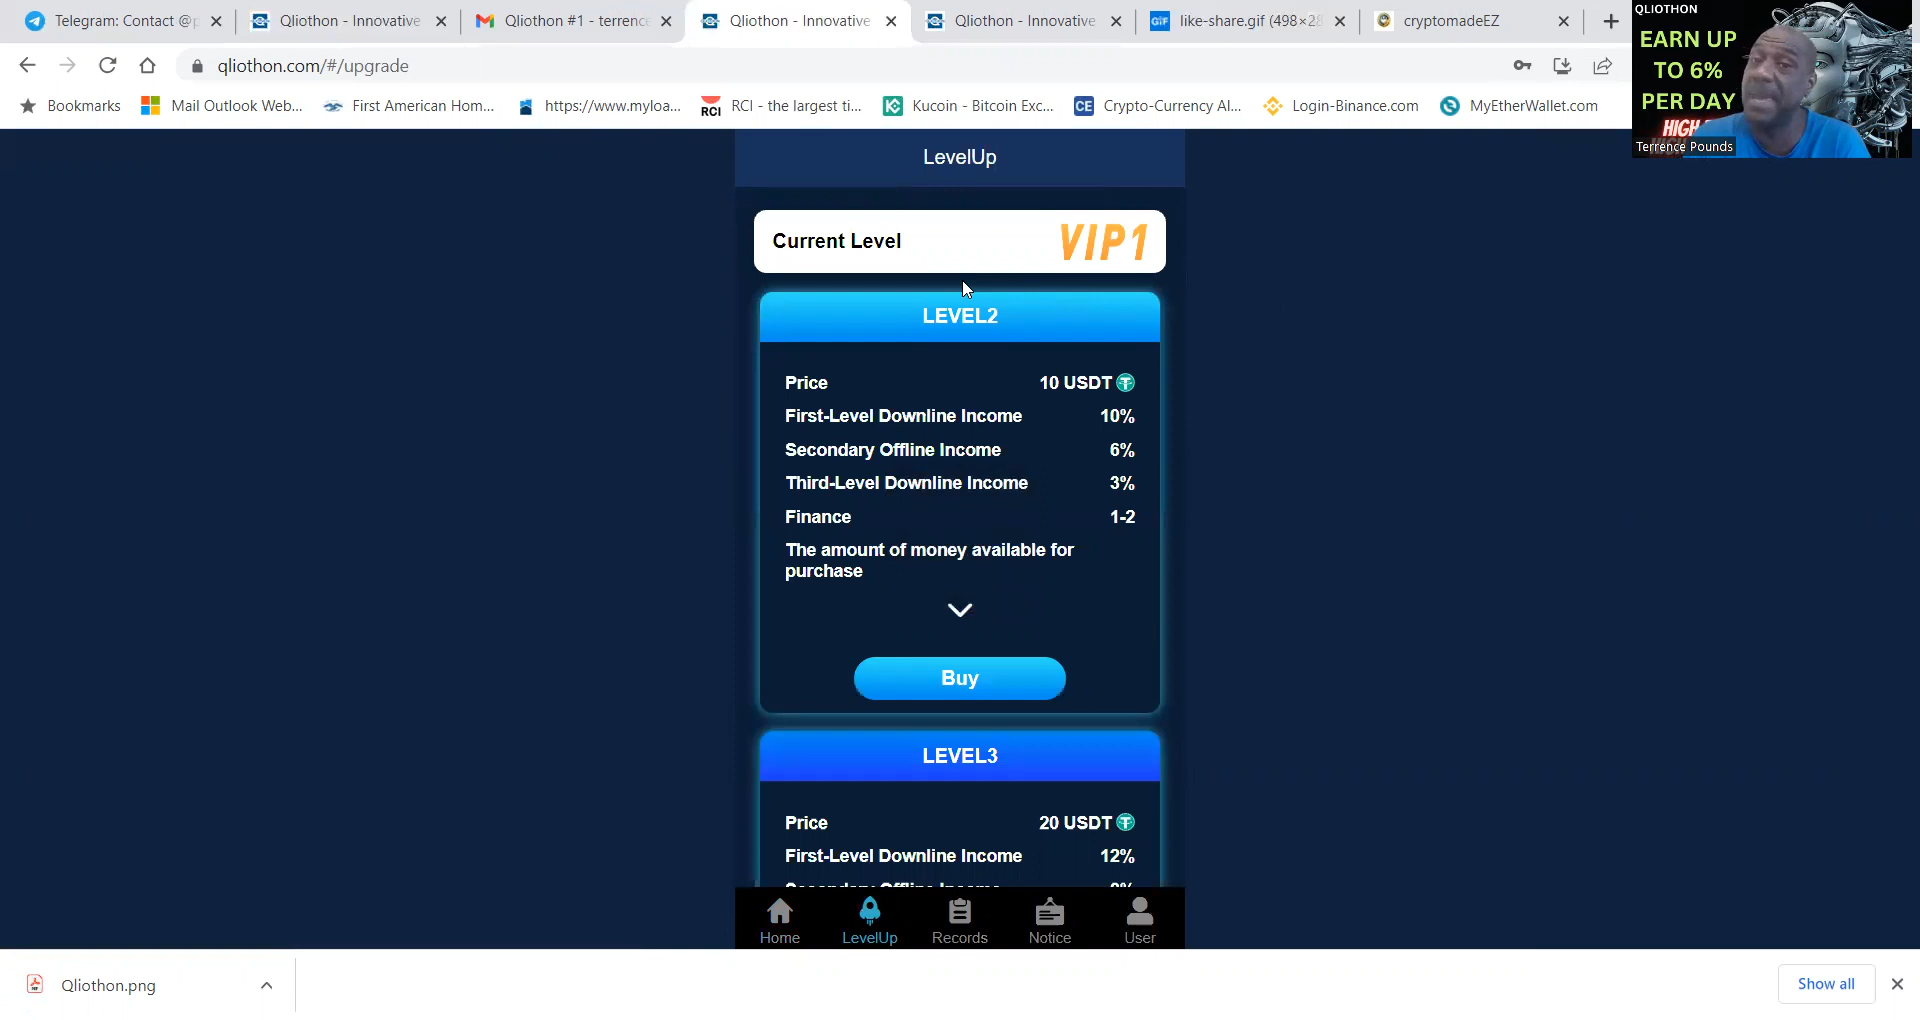 Telegram: Contact @p
Qliothon - Innovative
Qliothon #1 - terrence
Qliothon - Innovative
Qliothon - Innovative
GIF
like-share.gif (498×28
cryptomadeEZ
qliothon.com/#/upgrade
Bookmarks
Mail Outlook Web...
First American Hom...
https://www.myloa...
RCI
RCI - the largest ti...
Kucoin - Bitcoin Exc...
CE
Crypto-Currency Al...
Login-Binance.com
MyEtherWallet.com
QLIOTHON
EARN UP
TO 6%
PER DAY
HIGH
Terrence Pounds
LevelUp
Current Level
VIP1
LEVEL2
Price
10 USDT
First-Level Downline Income
10%
Secondary Offline Income
6%
Third-Level Downline Income
3%
Finance
1-2
The amount of money available for
purchase
Buy
LEVEL3
Price
20 USDT
First-Level Downline Income
12%
Home
LevelUp
Records
Notice
User
Qliothon.png
Show all